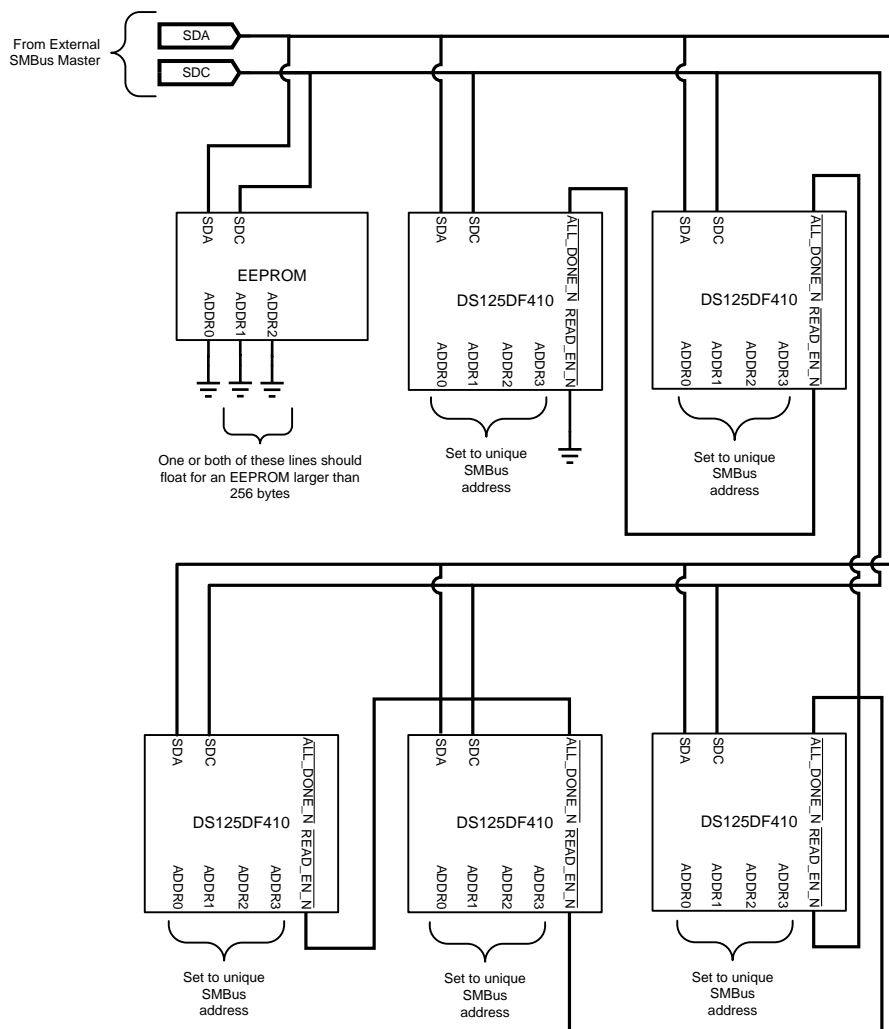 From External
SMBus Master
SDA
SDC
SDA
SDC
EEPROM
ADDR0
ADDR1
ADDR2
One or both of these lines should
float for an EEPROM larger than
256 bytes
SDA
SDC
ALL_DONE_N
DS125DF410
READ_EN_N
ADDR0
ADDR1
ADDR2
ADDR3
Set to unique
SMBus
address
SDA
SDC
ALL_DONE_N
DS125DF410
READ_EN_N
ADDR0
ADDR1
ADDR2
ADDR3
Set to unique
SMBus
address
SDA
SDC
ALL_DONE_N
DS125DF410
READ_EN_N
ADDR0
ADDR1
ADDR2
ADDR3
Set to unique
SMBus
address
SDA
SDC
ALL_DONE_N
DS125DF410
READ_EN_N
ADDR0
ADDR1
ADDR2
ADDR3
Set to unique
SMBus
address
SDA
SDC
ALL_DONE_N
DS125DF410
READ_EN_N
ADDR0
ADDR1
ADDR2
ADDR3
Set to unique
SMBus
address